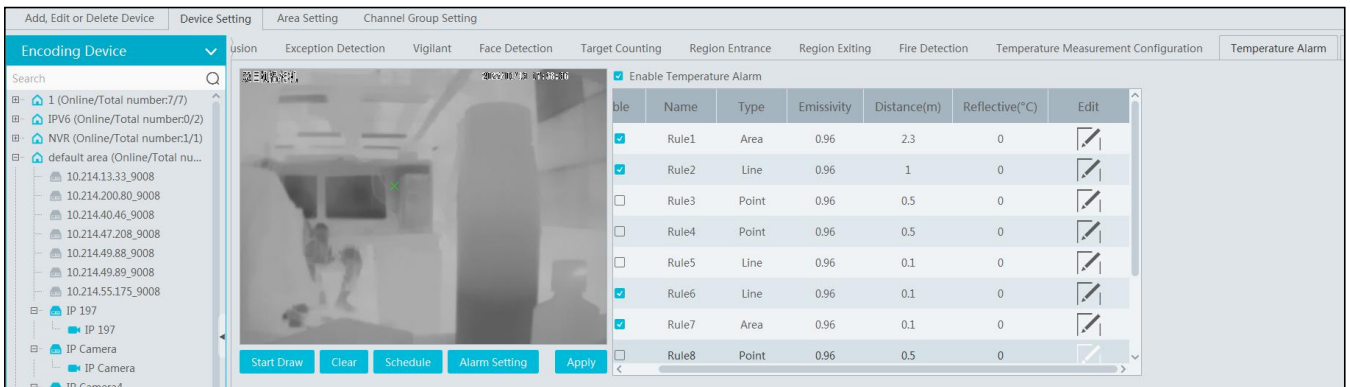 Add, Edit or Delete Device Device Setting Area Setting Channel Group Setting
Encoding Device
usion Exception Detection Vigilant Face Detection Target Counting Region Entrance Region Exiting Fire Detection Temperature Measurement Configuration Temperature Alarm
Search
Enable Temperature Alarm
ble Name Type Emissivity Distance(m) Reflective(°C) Edit
Rule1 Area 0.96 2.3 0
Rule2 Line 0.96 1 0
Rule3 Point 0.96 0.5 0
Rule4 Point 0.96 0.5 0
Rule5 Line 0.96 0.1 0
Rule6 Line 0.96 0.1 0
Rule7 Area 0.96 0.1 0
Rule8 Point 0.96 0.5 0
1 (Online/Total number:7/7)
IPV6 (Online/Total number:0/2)
NVR (Online/Total number:1/1)
default area (Online/Total nu...
10.214.13.33_9008
10.214.200.80_9008
10.214.40.46_9008
10.214.47.208_9008
10.214.49.88_9008
10.214.49.89_9008
10.214.55.175_9008
IP 197
IP 197
IP Camera
IP Camera
IP Camera4
Start Draw Clear Schedule Alarm Setting Apply